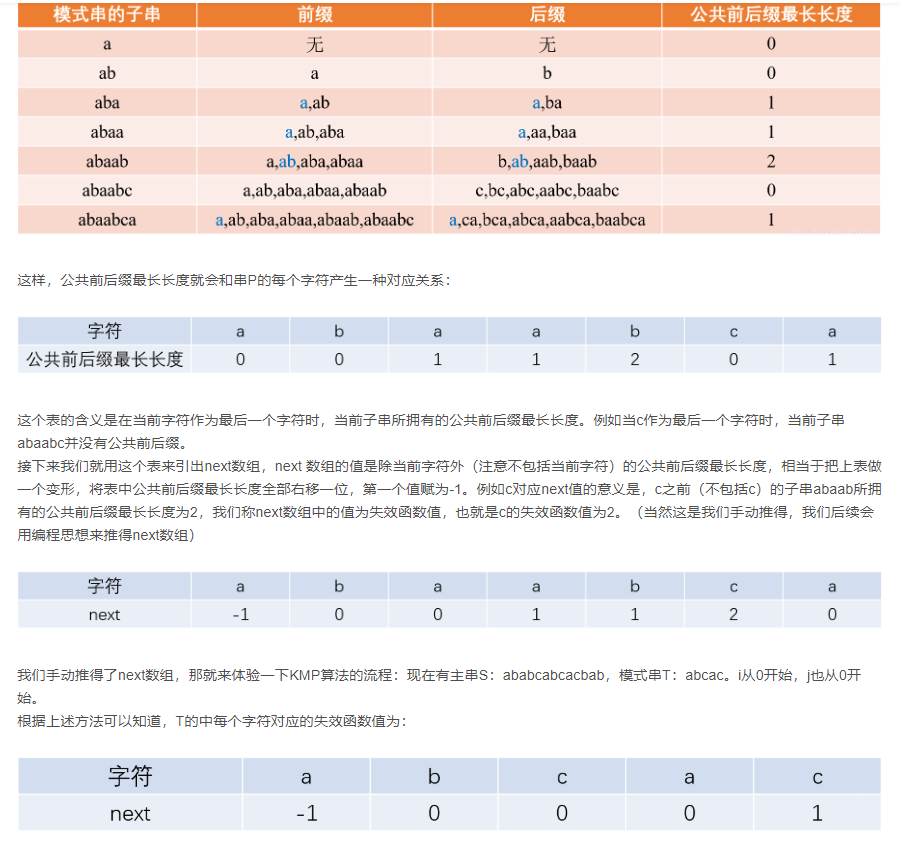 模式串的子串 前缀 后缀 公共前后缀最长长度
a 无 无 0
ab a b 0
aba a,ab a,ba 1
abaa a,ab,aba a,aa,baa 1
abaab a,ab,aba,abaa b,ab,aab,baab 2
abaabc a,ab,aba,abaa,abaab c,bc,abc,aabc,baabc 0
abaabca a,ab,aba,abaa,abaab,abaabc a,ca,bca,abca,aabca,baabca 1
这样，公共前后缀最长长度就会和串P的每个字符产生一种对应关系：
字符 a b a a b c a
公共前后缀最长长度 0 0 1 1 2 0 1
这个表的含义是在当前字符作为最后一个字符时，当前子串所拥有的公共前后缀最长长度。例如当c作为最后一个字符时，当前子串
abaabc并没有公共前后缀。
接下来我们就用这个表来引出next数组，next 数组的值是除当前字符外（注意不包括当前字符）的公共前后缀最长长度，相当于把上表做
一个变形，将表中公共前后缀最长长度全部右移一位，第一个值赋为-1。例如c对应next值的意义是，c之前（不包括c）的子串abaab所拥
有的公共前后缀最长长度为2，我们称next数组中的值为失效函数值，也就是c的失效函数值为2。（当然这是我们手动推得，我们后续会
用编程思想来推得next数组）
字符 a b a a b c a
next -1 0 0 1 1 2 0
我们手动推得了next数组，那就来体验一下KMP算法的流程：现在有主串S：ababcabcacbab，模式串T：abcac。i从0开始，j也从0开
始。
根据上述方法可以知道，T的中每个字符对应的失效函数值为：
字符 a b c a c
next -1 0 0 0 1